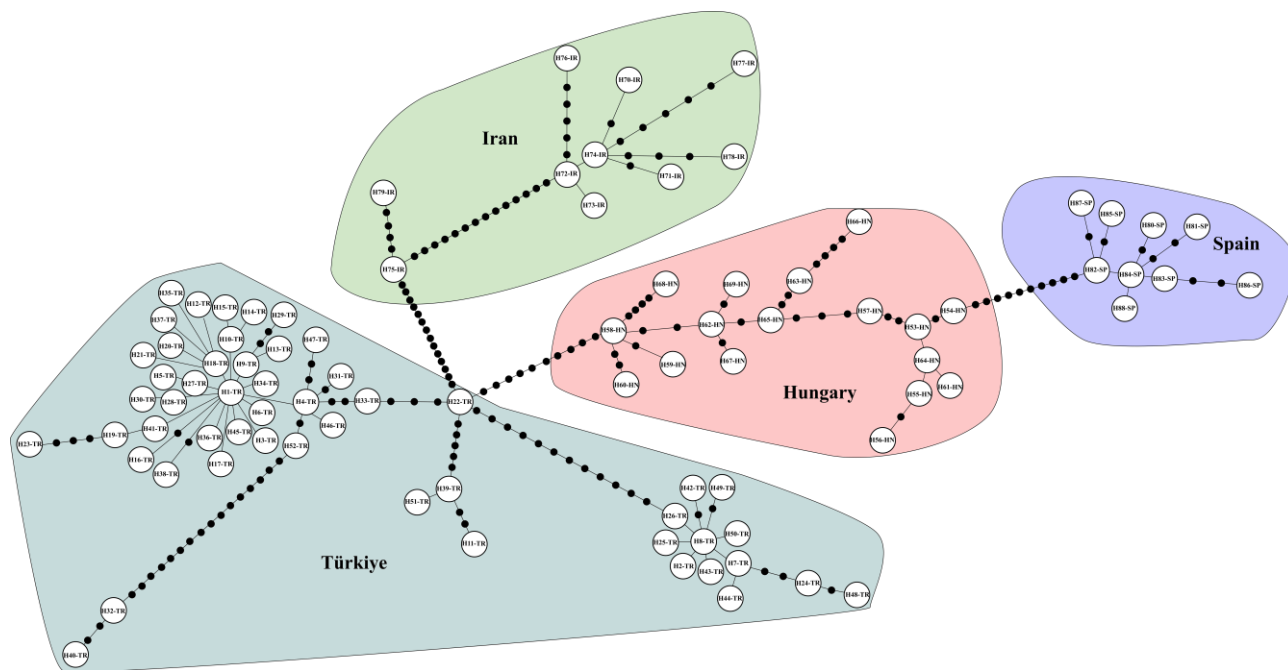 H76-IR
H77-IR
H70-IR
Iran
H74-IR
H78-IR
H72-IR
H71-IR
H79-IR
H73-IR
H75-IR
H87-SP
H85-SP
H80-SP
H81-SP
Spain
H82-SP
H84-SP
H83-SP
H86-SP
H88-SP
H66-HN
H68-HN
H69-HN
H63-HN
H58-HN
H62-HN
H65-HN
H57-HN
H54-HN
H53-HN
H59-HN
H67-HN
H64-HN
H60-HN
H61-HN
H55-HN
Hungary
H56-HN
H35-TR
H12-TR
H15-TR
H14-TR
H29-TR
H37-TR
H10-TR
H47-TR
H20-TR
H13-TR
H21-TR
H18-TR
H9-TR
H5-TR
H27-TR
H34-TR
H31-TR
H1-TR
H30-TR
H28-TR
H4-TR
H33-TR
H22-TR
H6-TR
H46-TR
H41-TR
H19-TR
H23-TR
H36-TR
H45-TR
H3-TR
H52-TR
H16-TR
H17-TR
H38-TR
H39-TR
H51-TR
H11-TR
H42-TR
H49-TR
H26-TR
H50-TR
H25-TR
H8-TR
H2-TR
H43-TR
H7-TR
H24-TR
H48-TR
H44-TR
Türkiye
H32-TR
H40-TR